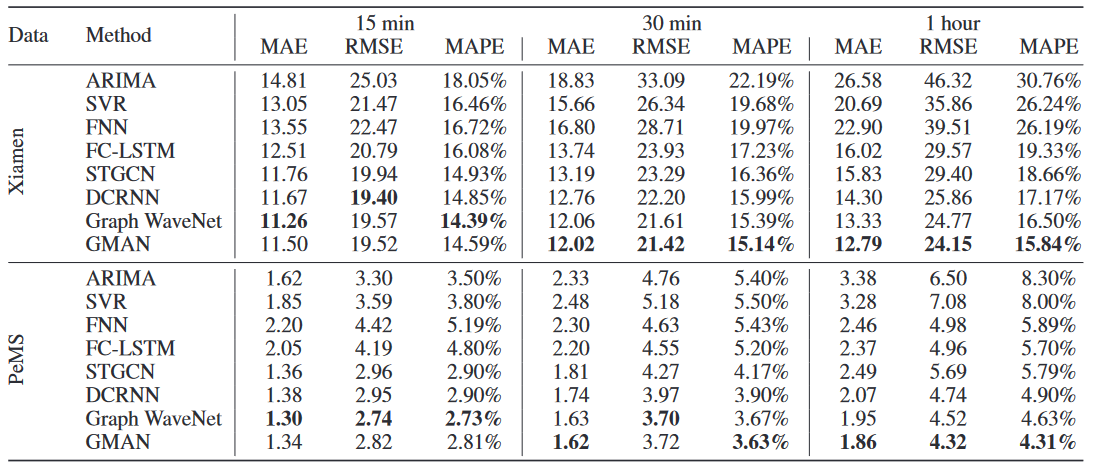 Data Method 15 min 30 min 1 hour
MAE RMSE MAPE MAE RMSE MAPE MAE RMSE MAPE
Xiamen
ARIMA 14.81 25.03 18.05% 18.83 33.09 22.19% 26.58 46.32 30.76%
SVR 13.05 21.47 16.46% 15.66 26.34 19.68% 20.69 35.86 26.24%
FNN 13.55 22.47 16.72% 16.80 28.71 19.97% 22.90 39.51 26.19%
FC-LSTM 12.51 20.79 16.08% 13.74 23.93 17.23% 16.02 29.57 19.33%
STGCN 11.76 19.94 14.93% 13.19 23.29 16.36% 15.83 29.40 18.66%
DCRNN 11.67 19.40 14.85% 12.76 22.20 15.99% 14.30 25.86 17.17%
Graph WaveNet 11.26 19.57 14.39% 12.06 21.61 15.39% 13.33 24.77 16.50%
GMAN 11.50 19.52 14.59% 12.02 21.42 15.14% 12.79 24.15 15.84%
PeMS
ARIMA 1.62 3.30 3.50% 2.33 4.76 5.40% 3.38 6.50 8.30%
SVR 1.85 3.59 3.80% 2.48 5.18 5.50% 3.28 7.08 8.00%
FNN 2.20 4.42 5.19% 2.30 4.63 5.43% 2.46 4.98 5.89%
FC-LSTM 2.05 4.19 4.80% 2.20 4.55 5.20% 2.37 4.96 5.70%
STGCN 1.36 2.96 2.90% 1.81 4.27 4.17% 2.49 5.69 5.79%
DCRNN 1.38 2.95 2.90% 1.74 3.97 3.90% 2.07 4.74 4.90%
Graph WaveNet 1.30 2.74 2.73% 1.63 3.70 3.67% 1.95 4.52 4.63%
GMAN 1.34 2.82 2.81% 1.62 3.72 3.63% 1.86 4.32 4.31%